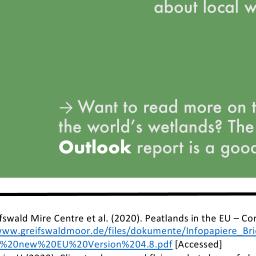 about local w
→ Want to read more on t
the world's wetlands? The
Outlook report is a good
fswald Mire Centre et al. (2020). Peatlands in the EU – Cor
www.greifswaldmoor.de/files/dokumente/Infopapiere_Brie
%20new%20EU%20Version%204.8.pdf [Accessed]